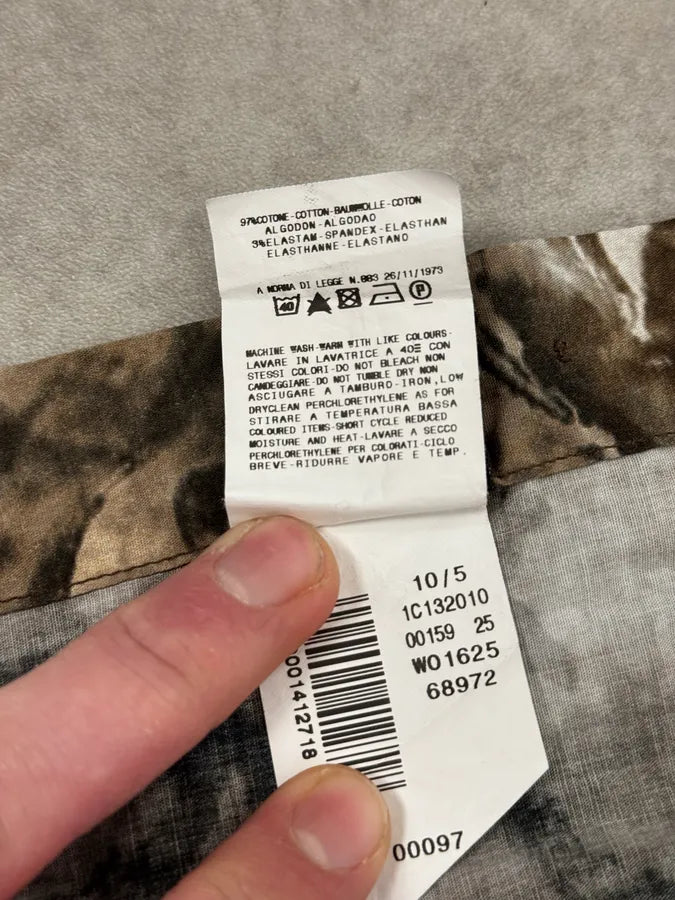 97%COTONE-COTTON-BAUMWOLLE-COTON
ALGODON-ALGODAO
3%ELASTAM-SPANDEX-ELASTHAN
ELASTHANNE-ELASTANO
A NORMA DI LEGGE N.883 26/11/1973
40 P
MACHINE WASH-WARM WITH LIKE COLOURS-
LAVARE IN LAVATRICE A 40 CON
STESSI COLORI-DO NOT BLEACH NON
CANDEGGIARE-DO NOT TUMBLE DRY NON
ASCIUGARE A TAMBURO-IRON,LOW
DRYCLEAN PERCHLORETHYLENE AS FOR
STIRARE A TEMPERATURA BASSA
COLOURED ITEMS-SHORT CYCLE REDUCED
MOISTURE AND HEAT-LAVARE A SECCO
PERCHLORETHYLENE PER COLORATI-CICLO
BREVE-RIDURRE VAPORE E TEMP.
10/5
1C132010
00159 25
WO1625
68972
001412718
00097